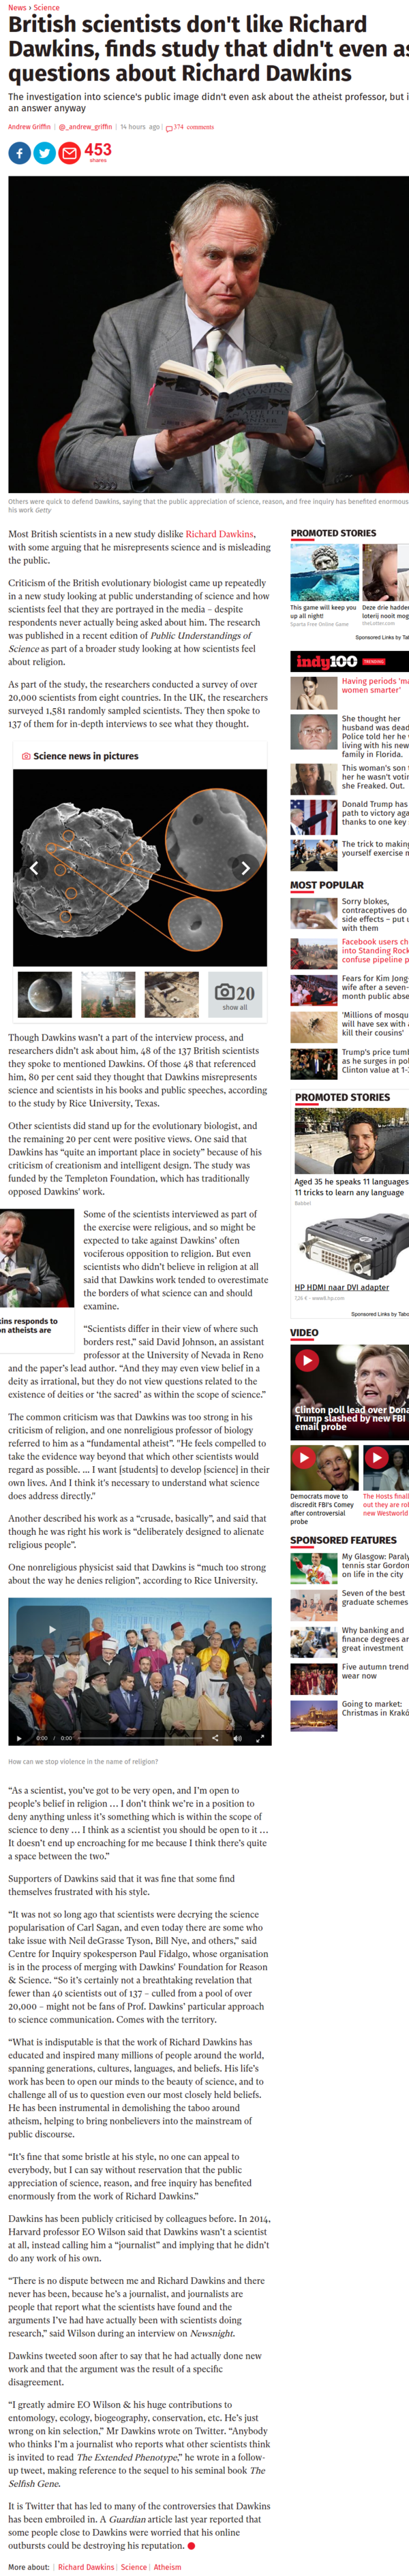 News › Science
British scientists don't like Richard
Dawkins, finds study that didn't even as
questions about Richard Dawkins
The investigation into science's public image didn't even ask about the atheist professor, but i
an answer anyway
Andrew Griffin | @_andrew_griffin | 14 hours ago | 374 comments
453
shares
Others were quick to defend Dawkins, saying that the public appreciation of science, reason, and free inquiry has benefited enormous
his work Getty
Most British scientists in a new study dislike Richard Dawkins,
with some arguing that he misrepresents science and is misleading
the public.
Criticism of the British evolutionary biologist came up repeatedly
in a new study looking at public understanding of science and how
scientists feel that they are portrayed in the media – despite
respondents never actually being asked about him. The research
was published in a recent edition of Public Understandings of
Science as part of a broader study looking at how scientists feel
about religion.
As part of the study, the researchers conducted a survey of over
20,000 scientists from eight countries. In the UK, the researchers
surveyed 1,581 randomly sampled scientists. They then spoke to
137 of them for in-depth interviews to see what they thought.
Science news in pictures
20
show all
Though Dawkins wasn't a part of the interview process, and
researchers didn't ask about him, 48 of the 137 British scientists
they spoke to mentioned Dawkins. Of those 48 that referenced
him, 80 per cent said they thought that Dawkins misrepresents
science and scientists in his books and public speeches, according
to the study by Rice University, Texas.
Other scientists did stand up for the evolutionary biologist, and
the remaining 20 per cent were positive views. One said that
Dawkins has "quite an important place in society" because of his
criticism of creationism and intelligent design. The study was
funded by the Templeton Foundation, which has traditionally
opposed Dawkins' work.
kins responds to
n atheists are
Some of the scientists interviewed as part of
the exercise were religious, and so might be
expected to take against Dawkins' often
vociferous opposition to religion. But even
scientists who didn't believe in religion at all
said that Dawkins work tended to overestimate
the borders of what science can and should
examine.
"Scientists differ in their view of where such
borders rest," said David Johnson, an assistant
professor at the University of Nevada in Reno
and the paper's lead author. "And they may even view belief in a
deity as irrational, but they do not view questions related to the
existence of deities or 'the sacred' as within the scope of science."
The common criticism was that Dawkins was too strong in his
criticism of religion, and one nonreligious professor of biology
referred to him as a "fundamental atheist". "He feels compelled to
take the evidence way beyond that which other scientists would
regard as possible. ... I want [students] to develop [science] in their
own lives. And I think it's necessary to understand what science
does address directly."
Another described his work as a "crusade, basically", and said that
though he was right his work is "deliberately designed to alienate
religious people".
One nonreligious physicist said that Dawkins is "much too strong
about the way he denies religion", according to Rice University.
0:00 / 0:00
How can we stop violence in the name of religion?
"As a scientist, you've got to be very open, and I'm open to
people's belief in religion … I don't think we're in a position to
deny anything unless it's something which is within the scope of
science to deny … I think as a scientist you should be open to it …
It doesn't end up encroaching for me because I think there's quite
a space between the two."
Supporters of Dawkins said that it was fine that some find
themselves frustrated with his style.
"It was not so long ago that scientists were decrying the science
popularisation of Carl Sagan, and even today there are some who
take issue with Neil deGrasse Tyson, Bill Nye, and others," said
Centre for Inquiry spokesperson Paul Fidalgo, whose organisation
is in the process of merging with Dawkins' Foundation for Reason
& Science. "So it's certainly not a breathtaking revelation that
fewer than 40 scientists out of 137 – culled from a pool of over
20,000 – might not be fans of Prof. Dawkins' particular approach
to science communication. Comes with the territory.
"What is indisputable is that the work of Richard Dawkins has
educated and inspired many millions of people around the world,
spanning generations, cultures, languages, and beliefs. His life's
work has been to open our minds to the beauty of science, and to
challenge all of us to question even our most closely held beliefs.
He has been instrumental in demolishing the taboo around
atheism, helping to bring nonbelievers into the mainstream of
public discourse.
"It's fine that some bristle at his style, no one can appeal to
everybody, but I can say without reservation that the public
appreciation of science, reason, and free inquiry has benefited
enormously from the work of Richard Dawkins."
Dawkins has been publicly criticised by colleagues before. In 2014,
Harvard professor EO Wilson said that Dawkins wasn't a scientist
at all, instead calling him a "journalist" and implying that he didn't
do any work of his own.
"There is no dispute between me and Richard Dawkins and there
never has been, because he's a journalist, and journalists are
people that report what the scientists have found and the
arguments I've had have actually been with scientists doing
research," said Wilson during an interview on Newsnight.
Dawkins tweeted soon after to say that he had actually done new
work and that the argument was the result of a specific
disagreement.
"I greatly admire EO Wilson & his huge contributions to
entomology, ecology, biogeography, conservation, etc. He's just
wrong on kin selection," Mr Dawkins wrote on Twitter. "Anybody
who thinks I'm a journalist who reports what other scientists think
is invited to read The Extended Phenotype," he wrote in a follow-
up tweet, making reference to the sequel to his seminal book The
Selfish Gene.
It is Twitter that has led to many of the controversies that Dawkins
has been embroiled in. A Guardian article last year reported that
some people close to Dawkins were worried that his online
outbursts could be destroying his reputation.
More about: | Richard Dawkins | Science | Atheism
PROMOTED STORIES
This game will keep you
up all night!
Sparta Free Online Game
Deze drie hadden
loterij nooit mog
theLotter.com
Sponsored Links by Tab
indy100 TRENDING
Having periods 'ma
women smarter'
She thought her
husband was dead
Police told her he
living with his new
family in Florida.
This woman's son
her he wasn't votin
she Freaked. Out.
Donald Trump has
path to victory aga
thanks to one key
The trick to making
yourself exercise m
MOST POPULAR
Sorry blokes,
contraceptives do
side effects – put u
with them
Facebook users ch
into Standing Rock
confuse pipeline p
Fears for Kim Jong-
wife after a seven-
month public abse
'Millions of mosqu
will have sex with
kill their cousins'
Trump's price tumb
as he surges in pol
Clinton value at 1-
PROMOTED STORIES
Aged 35 he speaks 11 languages
11 tricks to learn any language
Babbel
HP HDMI naar DVI adapter
Sponsored Links by Tabo
VIDEO
Clinton poll lead over Dona
Trump slashed by new FBI
email probe
Democrats move to
discredit FBI's Comey
after controversial
probe
The Hosts finall
out they are rob
new Westworld
SPONSORED FEATURES
My Glasgow: Paraly
tennis star Gordon
on life in the city
Seven of the best
graduate schemes
Why banking and
finance degrees ar
great investment
Five autumn trend
wear now
Going to market:
Christmas in Krakó